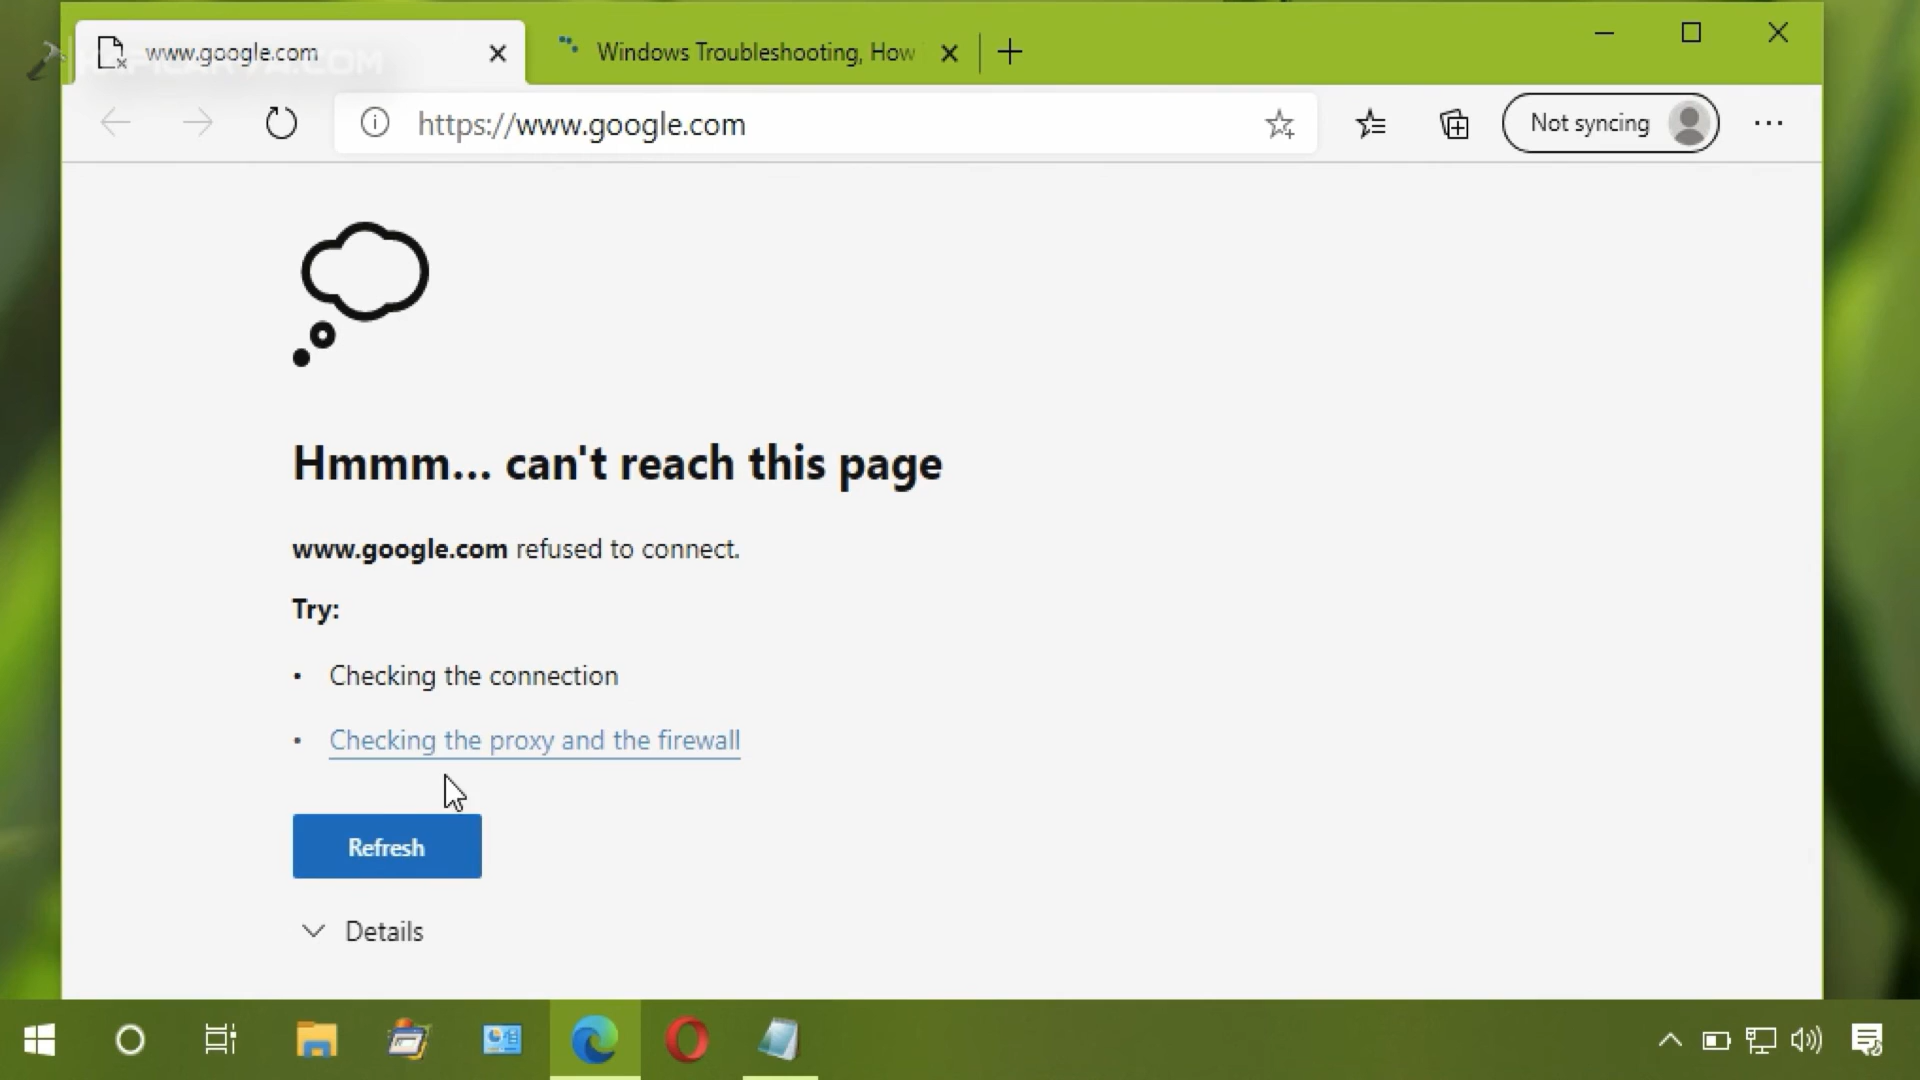 www.google.com
Windows Troubleshooting, How
https://www.google.com
Not syncing
Hmmm... can't reach this page
www.google.com refused to connect.
Try:
• Checking the connection
• Checking the proxy and the firewall
Refresh
Details